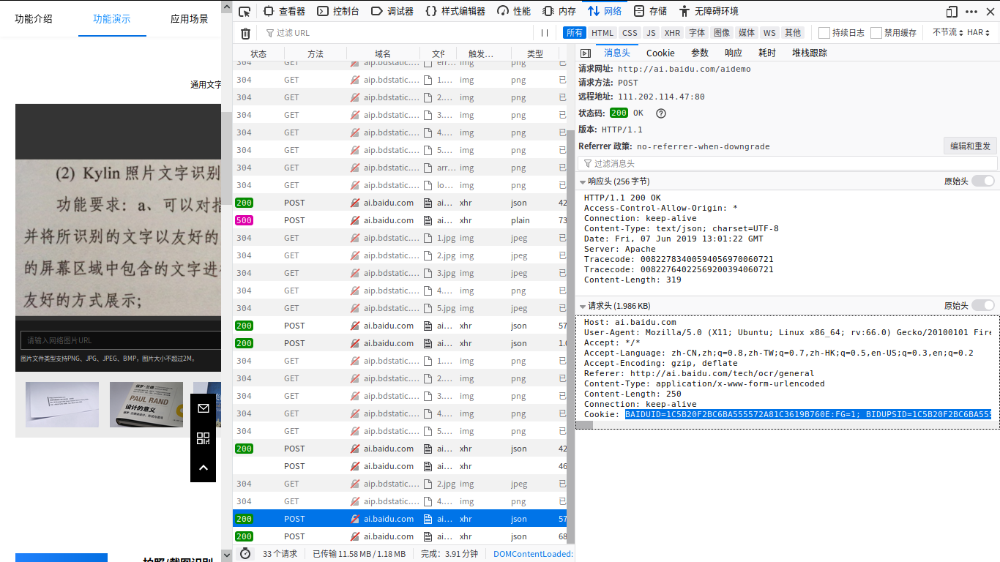 功能介绍
功能演示
应用场景
通用文字
(2) Kylin 照片文字识别
功能要求：a、可以对指
并将所识别的文字以友好的
的屏幕区域中包含的文字进行
友好的方式展示;
请输入网络图片URL
图片文件类型支持PNG、JPG、JPEG、BMP，图片大小不超过2M。
保罗·兰德
PAUL RAND
设计的意义
拍照/截图识别
查看器
控制台
调试器
样式编辑器
性能
内存
网络
存储
无障碍环境
过滤 URL
所有 HTML CSS JS XHR 字体 图像 媒体 WS 其他
持续日志
禁用缓存
不节流
HAR
状态 方法 域名 文件 触发… 类型
304 GET aip.bdstatic.… err… img png 已
304 GET aip.bdstatic.… 1.… img png 已
304 GET aip.bdstatic.… 2.… img png 已
304 GET aip.bdstatic.… 3.… img png 已
304 GET aip.bdstatic.… 4.… img png 已
304 GET aip.bdstatic.… 5.… img png 已
304 GET aip.bdstatic.… arr… img png 已
304 GET aip.bdstatic.… lo… img png 已
200 POST ai.baidu.com ai… xhr json 42
500 POST ai.baidu.com ai… xhr plain 73
304 GET aip.bdstatic.… 1.jpg img jpeg 已
304 GET aip.bdstatic.… 2.jpg img jpeg 已
304 GET aip.bdstatic.… 3.jpg img jpeg 已
304 GET aip.bdstatic.… 4.… img png 已
304 GET aip.bdstatic.… 5.jpg img jpeg 已
200 POST ai.baidu.com ai… xhr json 57
200 POST ai.baidu.com ai… xhr json 1.0
304 GET aip.bdstatic.… 1.… img png 已
304 GET aip.bdstatic.… 2.… img png 已
304 GET aip.bdstatic.… 3.… img png 已
304 GET aip.bdstatic.… 4.… img png 已
304 GET aip.bdstatic.… 5.… img png 已
200 POST ai.baidu.com ai… xhr json 42
POST ai.baidu.com ai… xhr 46
304 GET aip.bdstatic.… 2.jpg img jpeg 已
304 GET aip.bdstatic.… 4.… img png 已
200 POST ai.baidu.com ai… xhr json 57
200 POST ai.baidu.com ai… xhr json 68
33 个请求
已传输 11.58 MB / 1.18 MB
完成：3.91 分钟
DOMContentLoaded:
消息头 Cookie 参数 响应 耗时 堆栈跟踪
请求网址: http://ai.baidu.com/aidemo
请求方法: POST
远程地址: 111.202.114.47:80
状态码: 200 OK
版本: HTTP/1.1
Referrer 政策: no-referrer-when-downgrade
编辑和重发
过滤消息头
响应头 (256 字节)
原始头
HTTP/1.1 200 OK
Access-Control-Allow-Origin: *
Connection: keep-alive
Content-Type: text/json; charset=UTF-8
Date: Fri, 07 Jun 2019 13:01:22 GMT
Server: Apache
Tracecode: 00822783400594056970060721
Tracecode: 00822764022569200394060721
Content-Length: 319
请求头 (1.986 KB)
原始头
Host: ai.baidu.com
User-Agent: Mozilla/5.0 (X11; Ubuntu; Linux x86_64; rv:66.0) Gecko/20100101 Fire
Accept: */*
Accept-Language: zh-CN,zh;q=0.8,zh-TW;q=0.7,zh-HK;q=0.5,en-US;q=0.3,en;q=0.2
Accept-Encoding: gzip, deflate
Referer: http://ai.baidu.com/tech/ocr/general
Content-Type: application/x-www-form-urlencoded
Content-Length: 250
Connection: keep-alive
Cookie: BAIDUID=1C5B20F2BC6BA555572A81C3619B760E:FG=1; BIDUPSID=1C5B20F2BC6BA555